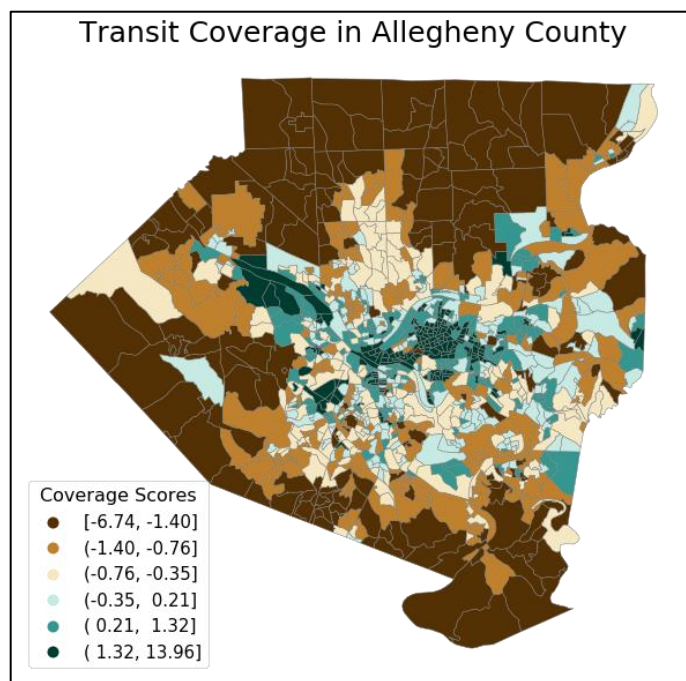 Transit Coverage in Allegheny County
Coverage Scores
[-6.74, -1.40]
(-1.40, -0.76]
(-0.76, -0.35]
(-0.35, 0.21]
( 0.21, 1.32]
( 1.32, 13.96]